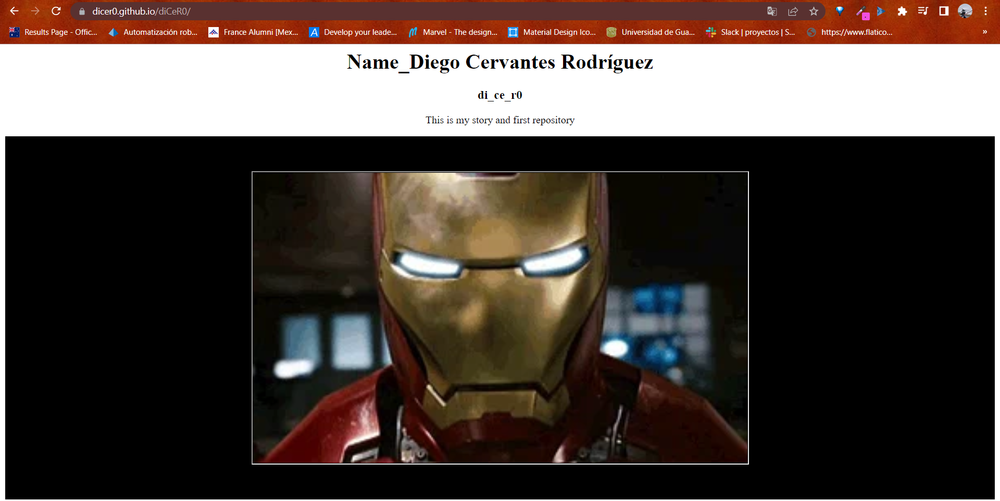 dicer0.github.io/diCeR0/
Results Page - Offic...
Automatización rob...
France Alumni [Mex...
Develop your leade...
Marvel - The design...
Material Design Ico...
Universidad de Gua...
Slack | proyectos | S...
https://www.flatico...
»
Name_Diego Cervantes Rodríguez
di_ce_r0
This is my story and first repository